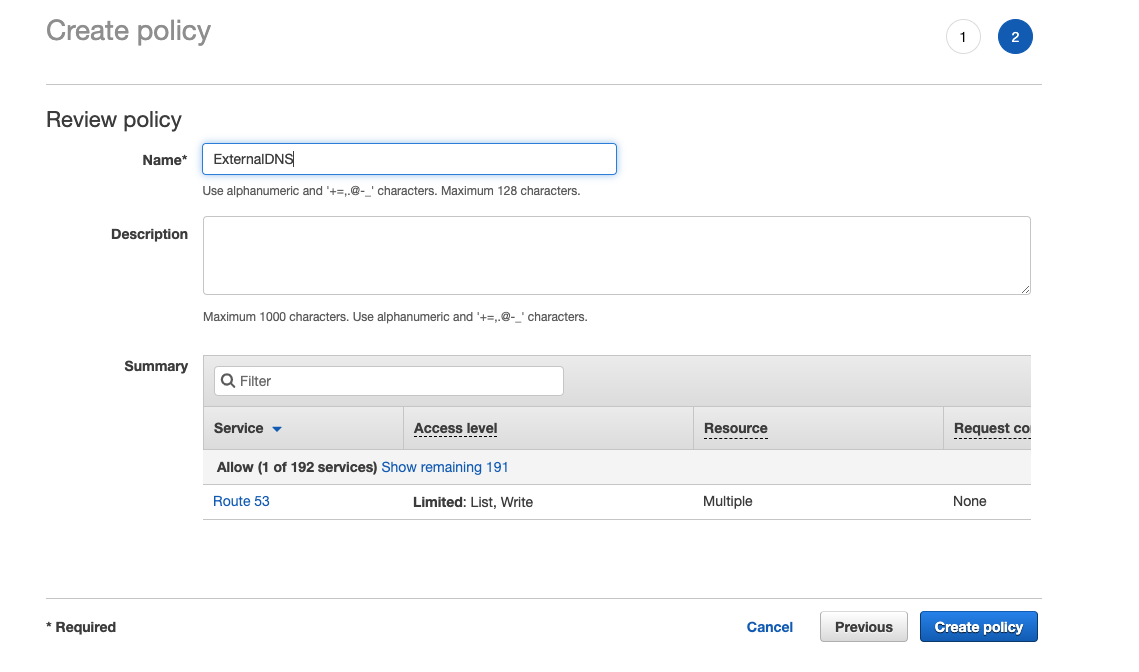 Create policy
1
2
Review policy
Name*
ExternalDNS
Use alphanumeric and '+=,.@-_' characters. Maximum 128 characters.
Description
Maximum 1000 characters. Use alphanumeric and '+=,.@-_' characters.
Summary
Filter
Service Access level Resource Request co
Allow (1 of 192 services) Show remaining 191
Route 53 Limited: List, Write Multiple None
* Required
Cancel Previous Create policy